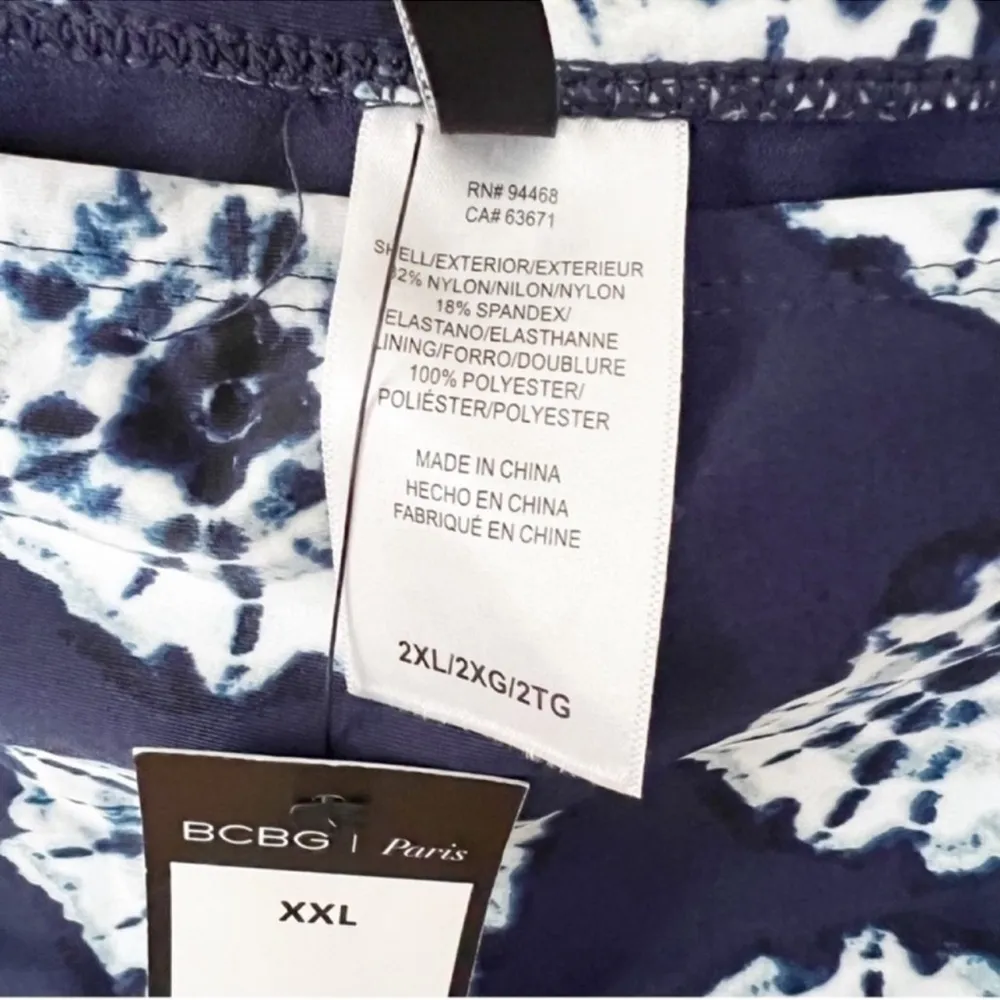 RN# 94468
CA# 63671
SHELL/EXTERIOR/EXTERIEUR
82% NYLON/NILON/NYLON
18% SPANDEX/
ELASTANO/ELASTHANNE
LINING/FORRO/DOUBLURE
100% POLYESTER/
POLIÉSTER/POLYESTER
MADE IN CHINA
HECHO EN CHINA
FABRIQUÉ EN CHINE
2XL/2XG/2TG
BCBG | Paris
XXL